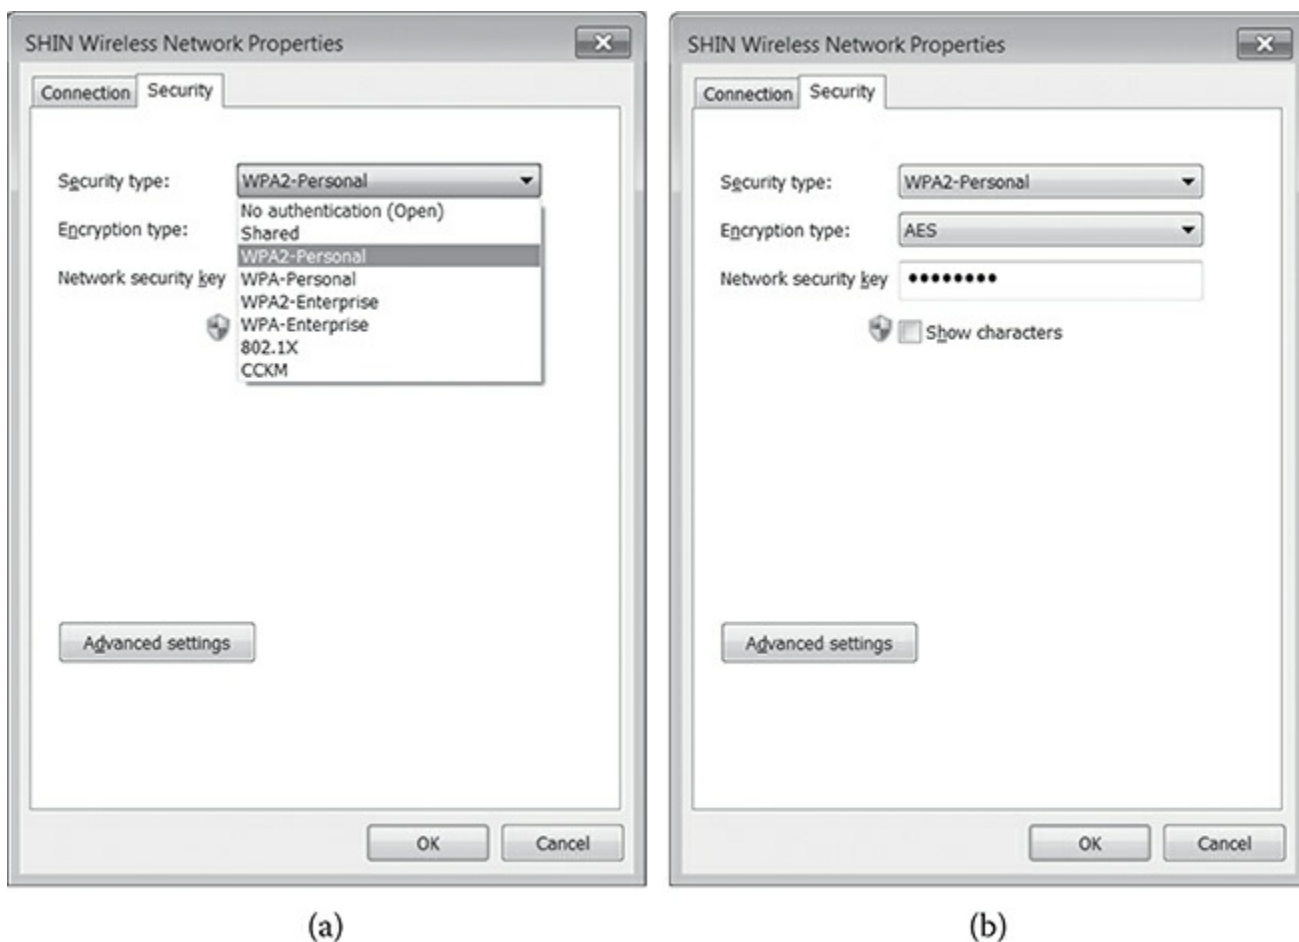 SHIN Wireless Network Properties
Connection Security
Security type: WPA2-Personal
No authentication (Open)
Encryption type:
Shared
WPA2-Personal
Network security key
WPA-Personal
WPA2-Enterprise
WPA-Enterprise
802.1X
CCKM
Advanced settings
OK Cancel
(a)
SHIN Wireless Network Properties
Connection Security
Security type: WPA2-Personal
Encryption type: AES
Network security key ••••••••
Show characters
Advanced settings
OK Cancel
(b)